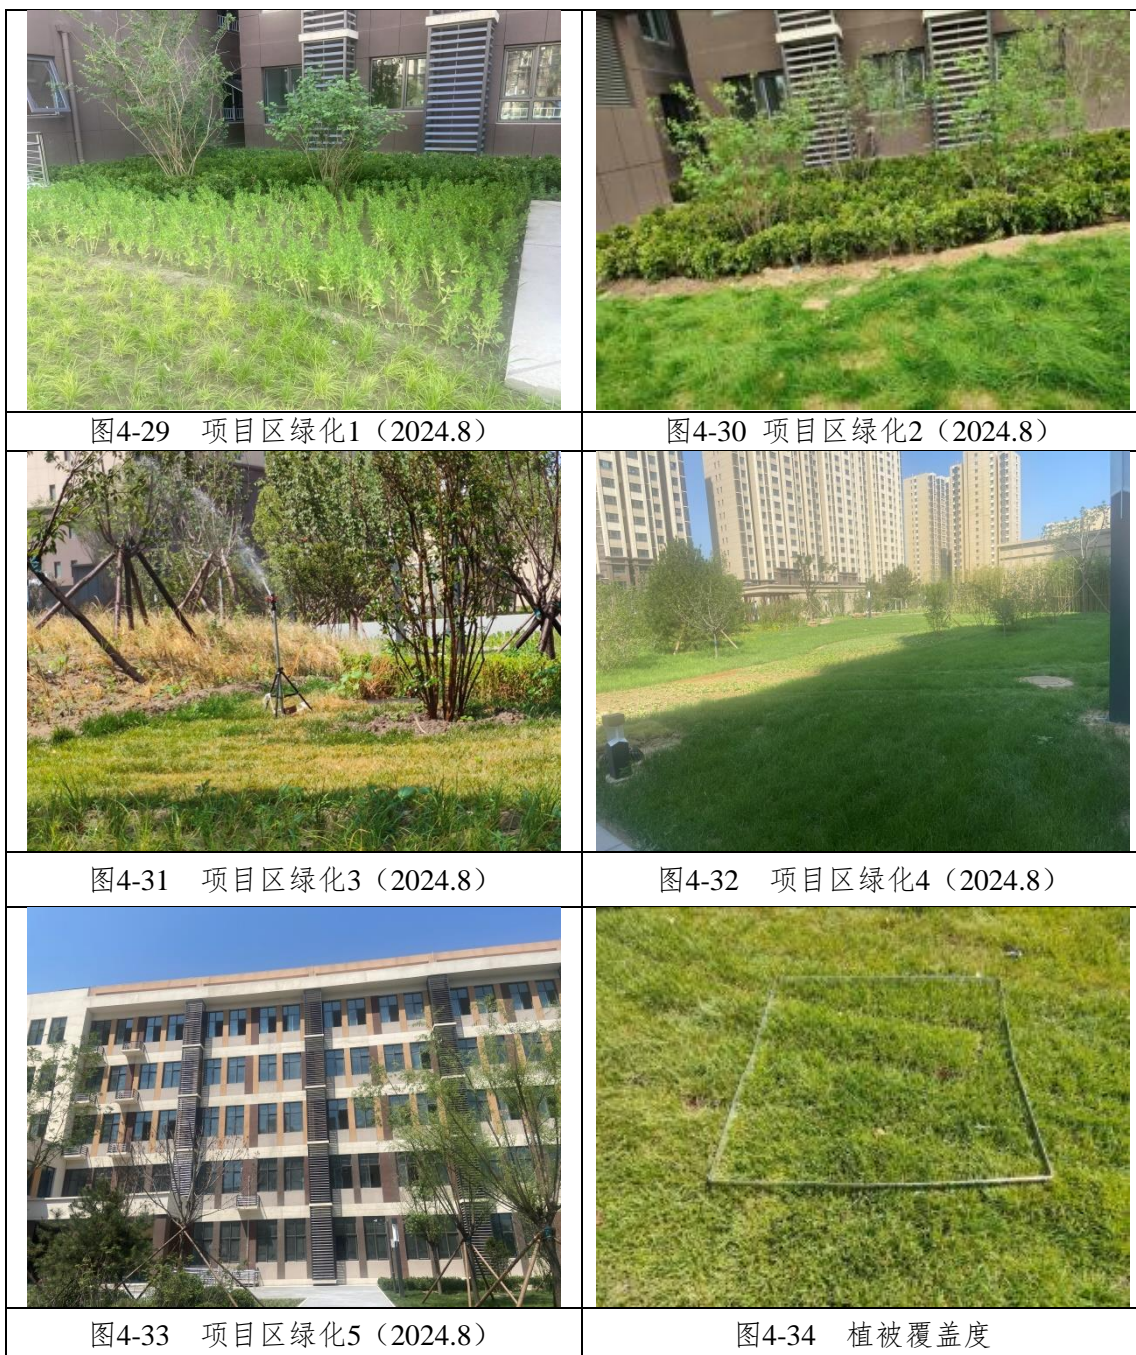 图4-29 项目区绿化1（2024.8）
图4-30 项目区绿化2（2024.8）
图4-31 项目区绿化3（2024.8）
图4-32 项目区绿化4（2024.8）
图4-33 项目区绿化5（2024.8）
图4-34 植被覆盖度